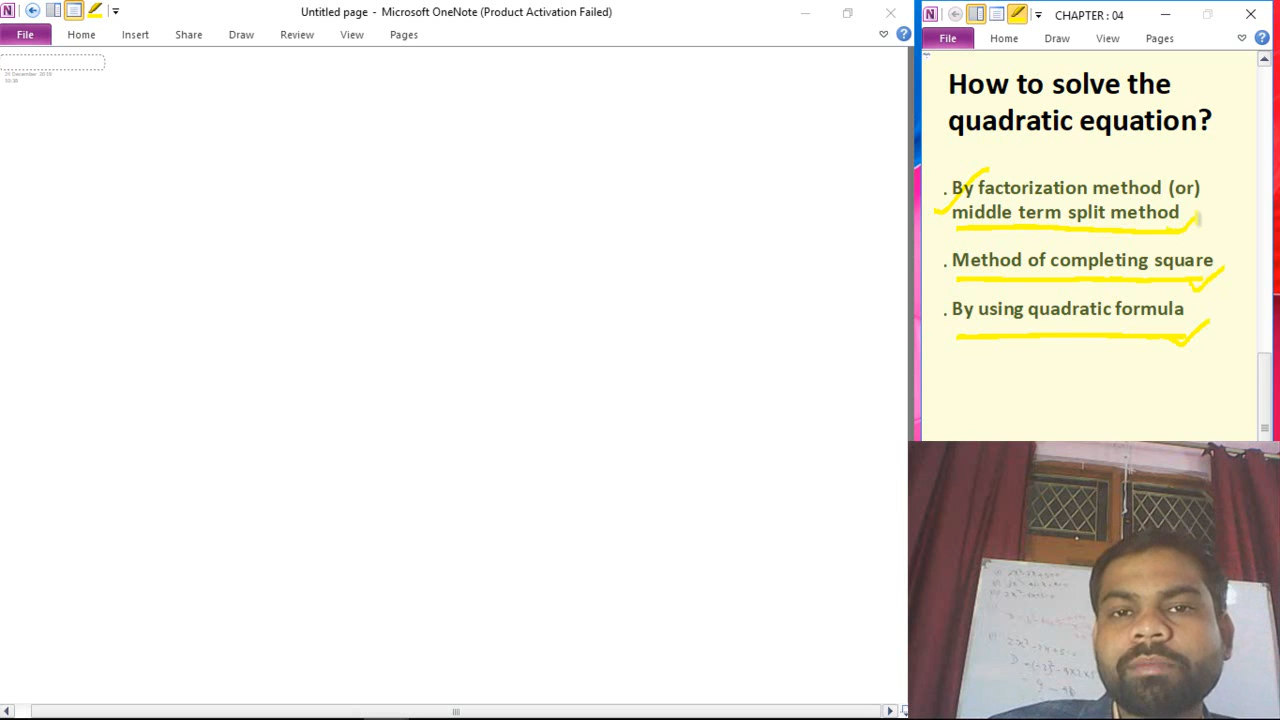 Untitled page - Microsoft OneNote (Product Activation Failed)
File Home Insert Share Draw Review View Pages
CHAPTER : 04
File Home Draw View Pages
How to solve the
quadratic equation?
. By factorization method (or)
middle term split method
. Method of completing square
. By using quadratic formula